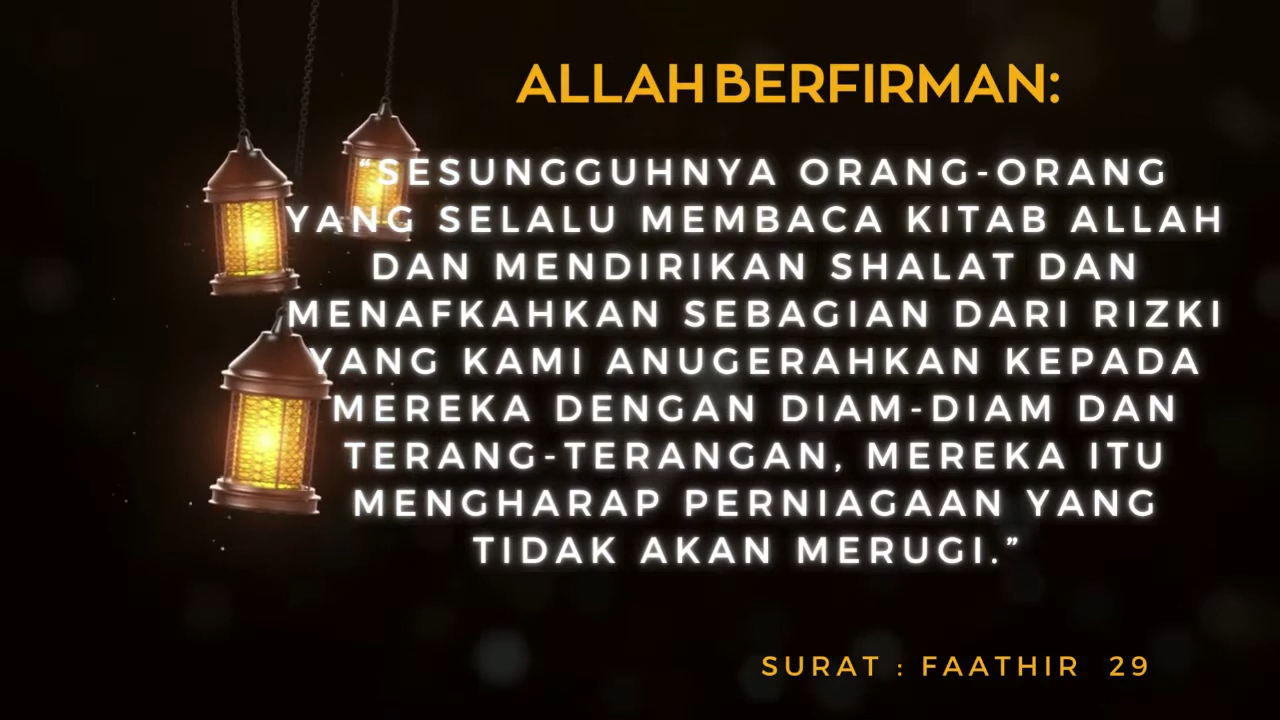 ALLAH BERFIRMAN:
“SESUNGGUHNYA ORANG-ORANG
YANG SELALU MEMBACA KITAB ALLAH
DAN MENDIRIKAN SHALAT DAN
MENAFKAHKAN SEBAGIAN DARI RIZKI
YANG KAMI ANUGERAHKAN KEPADA
MEREKA DENGAN DIAM-DIAM DAN
TERANG-TERANGAN, MEREKA ITU
MENGHARAP PERNIAGAAN YANG
TIDAK AKAN MERUGI.”
SURAT : FAATHIR 29